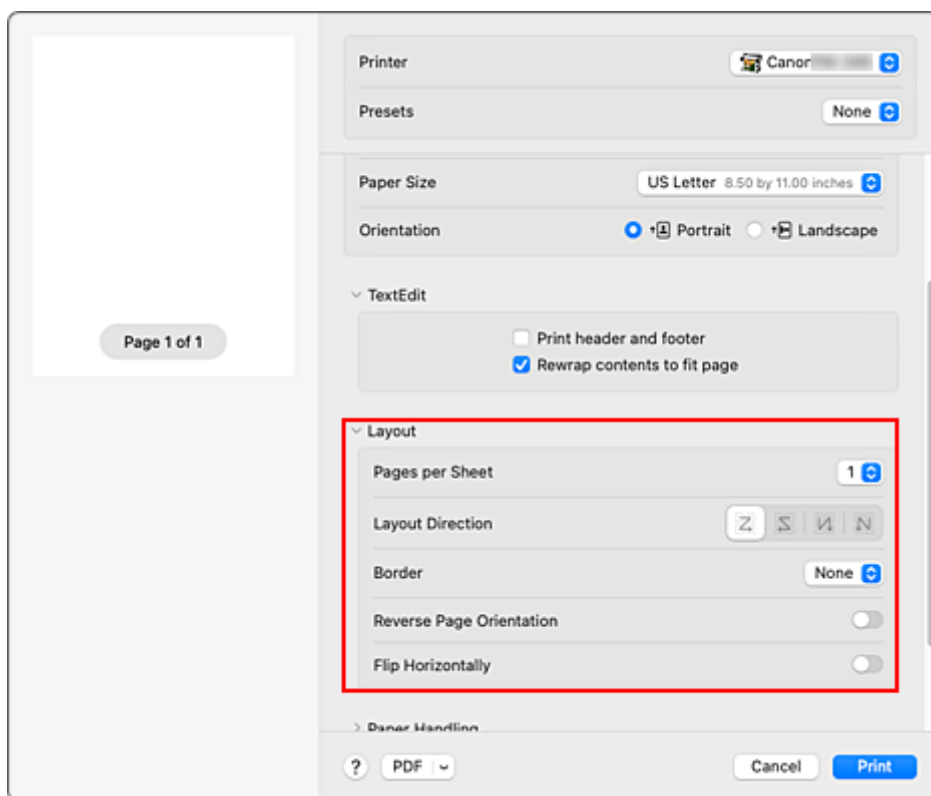 Page 1 of 1
Printer Canon
Presets None
Paper Size US Letter 8.50 by 11.00 inches
Orientation Portrait Landscape
TextEdit
Print header and footer
Rewrap contents to fit page
Layout
Pages per Sheet 1
Layout Direction
Border None
Reverse Page Orientation
Flip Horizontally
Paper Handling
? PDF Cancel Print